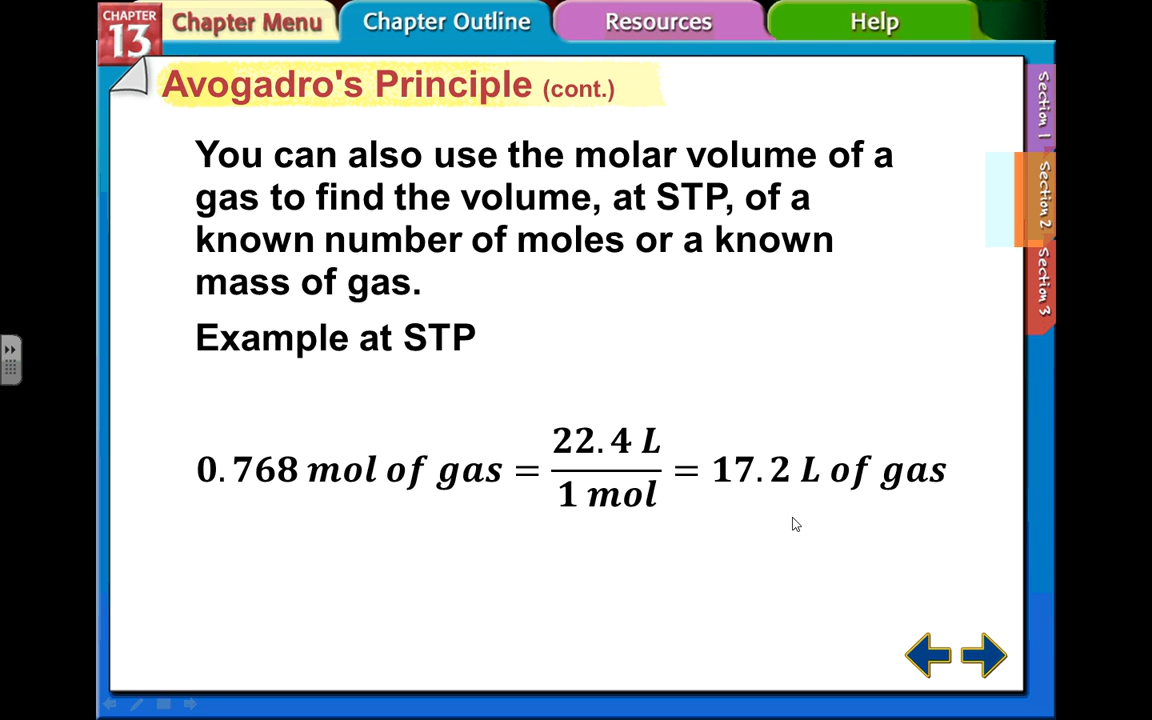 CHAPTER
13
Chapter Menu
Chapter Outline
Resources
Help
Avogadro's Principle (cont.)
You can also use the molar volume of a
gas to find the volume, at STP, of a
known number of moles or a known
mass of gas.
Example at STP
0.768 mol of gas = 22.4 L / 1 mol = 17.2 L of gas
Section 1
Section 2
Section 3